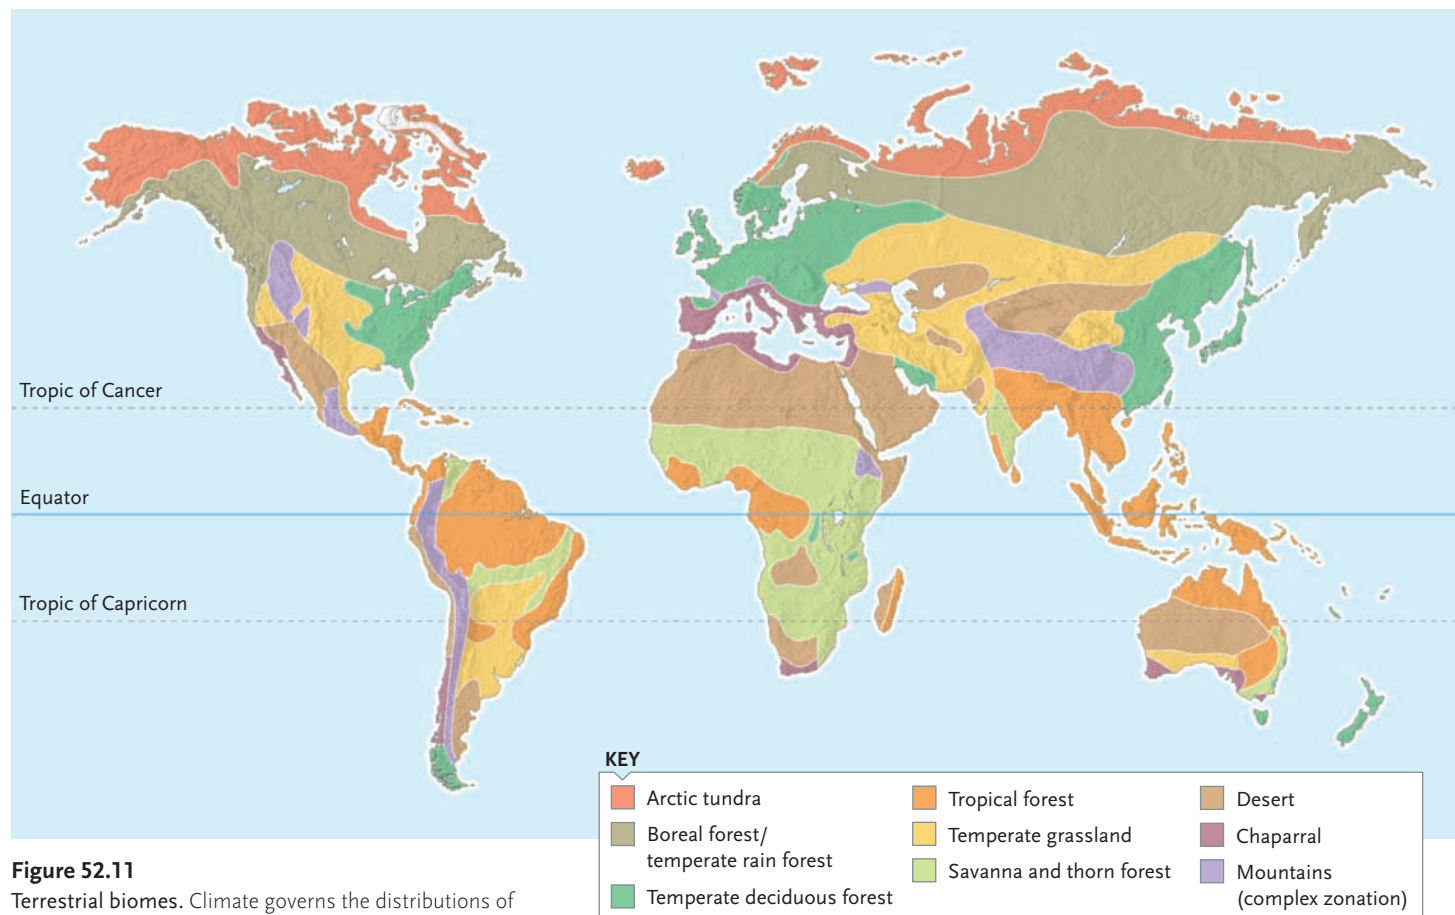 Tropic of Cancer
Equator
Tropic of Capricorn
KEY
Arctic tundra
Boreal forest/
temperate rain forest
Temperate deciduous forest
Tropical forest
Temperate grassland
Savanna and thorn forest
Desert
Chaparral
Mountains
(complex zonation)
Figure 52.11
Terrestrial biomes. Climate governs the distributions of